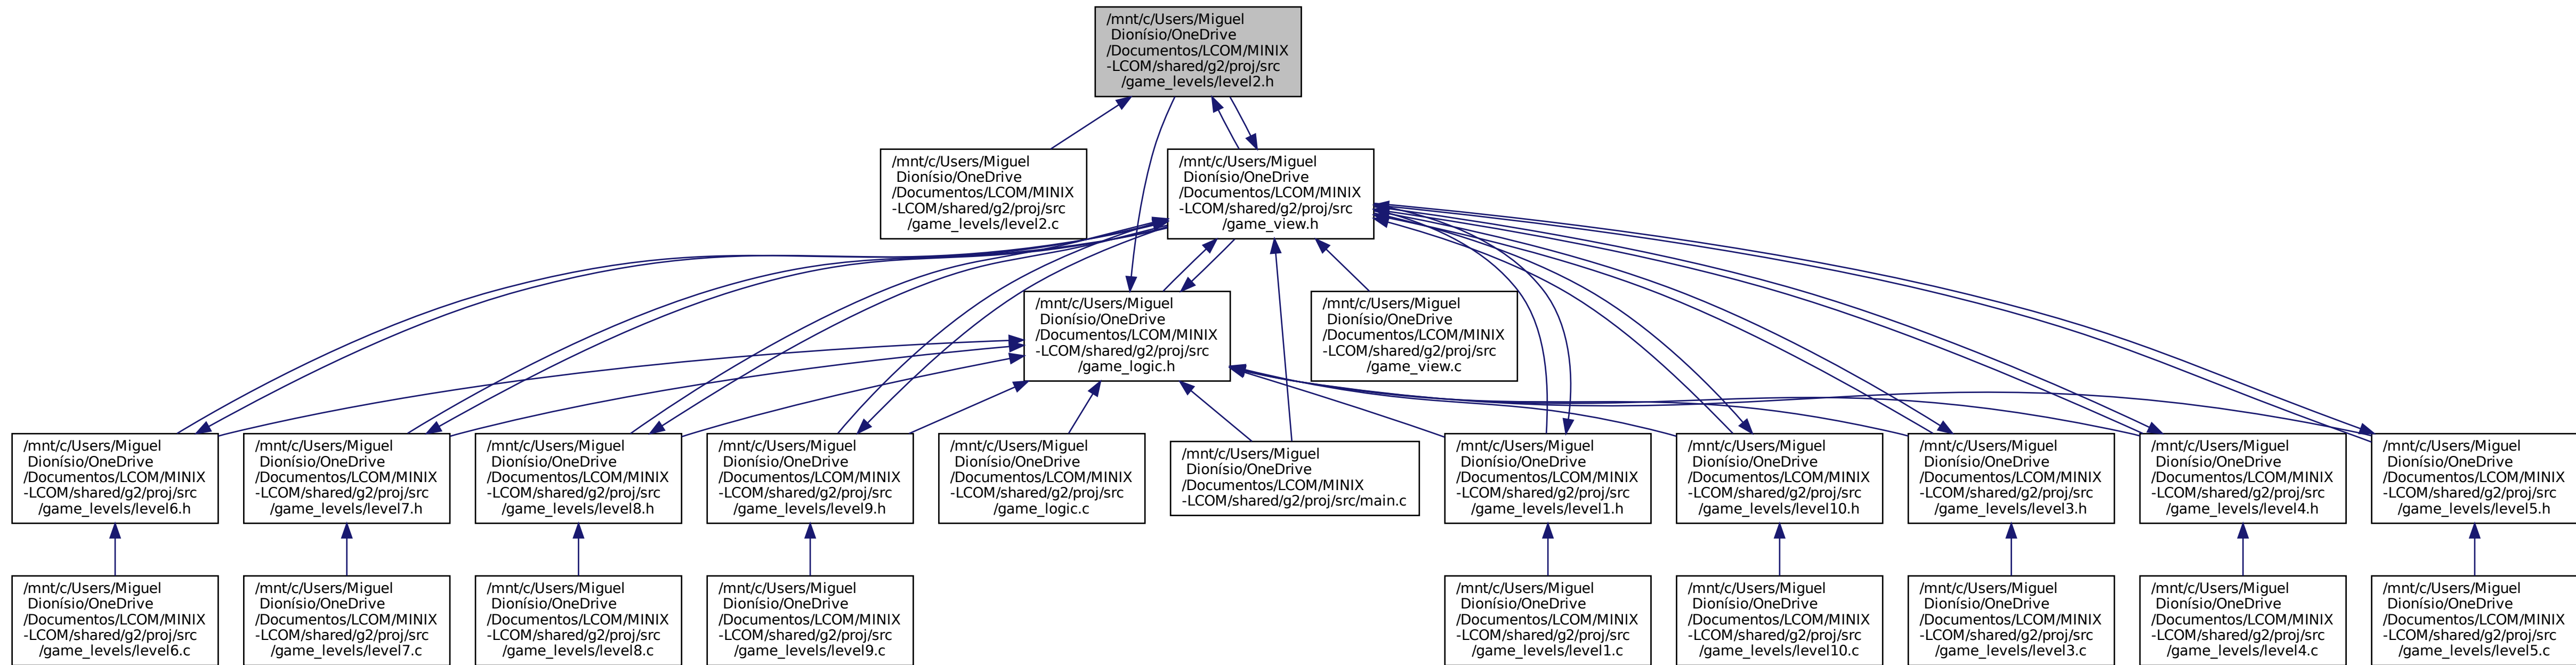 /mnt/c/Users/Miguel
Dionísio/OneDrive
/Documentos/LCOM/MINIX
-LCOM/shared/g2/proj/src
/game_levels/level2.h
/mnt/c/Users/Miguel
Dionísio/OneDrive
/Documentos/LCOM/MINIX
-LCOM/shared/g2/proj/src
/game_levels/level2.c
/mnt/c/Users/Miguel
Dionísio/OneDrive
/Documentos/LCOM/MINIX
-LCOM/shared/g2/proj/src
/game_view.h
/mnt/c/Users/Miguel
Dionísio/OneDrive
/Documentos/LCOM/MINIX
-LCOM/shared/g2/proj/src
/game_logic.h
/mnt/c/Users/Miguel
Dionísio/OneDrive
/Documentos/LCOM/MINIX
-LCOM/shared/g2/proj/src
/game_view.c
/mnt/c/Users/Miguel
Dionísio/OneDrive
/Documentos/LCOM/MINIX
-LCOM/shared/g2/proj/src
/game_levels/level6.h
/mnt/c/Users/Miguel
Dionísio/OneDrive
/Documentos/LCOM/MINIX
-LCOM/shared/g2/proj/src
/game_levels/level7.h
/mnt/c/Users/Miguel
Dionísio/OneDrive
/Documentos/LCOM/MINIX
-LCOM/shared/g2/proj/src
/game_levels/level8.h
/mnt/c/Users/Miguel
Dionísio/OneDrive
/Documentos/LCOM/MINIX
-LCOM/shared/g2/proj/src
/game_levels/level9.h
/mnt/c/Users/Miguel
Dionísio/OneDrive
/Documentos/LCOM/MINIX
-LCOM/shared/g2/proj/src
/game_logic.c
/mnt/c/Users/Miguel
Dionísio/OneDrive
/Documentos/LCOM/MINIX
-LCOM/shared/g2/proj/src/main.c
/mnt/c/Users/Miguel
Dionísio/OneDrive
/Documentos/LCOM/MINIX
-LCOM/shared/g2/proj/src
/game_levels/level1.h
/mnt/c/Users/Miguel
Dionísio/OneDrive
/Documentos/LCOM/MINIX
-LCOM/shared/g2/proj/src
/game_levels/level10.h
/mnt/c/Users/Miguel
Dionísio/OneDrive
/Documentos/LCOM/MINIX
-LCOM/shared/g2/proj/src
/game_levels/level3.h
/mnt/c/Users/Miguel
Dionísio/OneDrive
/Documentos/LCOM/MINIX
-LCOM/shared/g2/proj/src
/game_levels/level4.h
/mnt/c/Users/Miguel
Dionísio/OneDrive
/Documentos/LCOM/MINIX
-LCOM/shared/g2/proj/src
/game_levels/level5.h
/mnt/c/Users/Miguel
Dionísio/OneDrive
/Documentos/LCOM/MINIX
-LCOM/shared/g2/proj/src
/game_levels/level6.c
/mnt/c/Users/Miguel
Dionísio/OneDrive
/Documentos/LCOM/MINIX
-LCOM/shared/g2/proj/src
/game_levels/level7.c
/mnt/c/Users/Miguel
Dionísio/OneDrive
/Documentos/LCOM/MINIX
-LCOM/shared/g2/proj/src
/game_levels/level8.c
/mnt/c/Users/Miguel
Dionísio/OneDrive
/Documentos/LCOM/MINIX
-LCOM/shared/g2/proj/src
/game_levels/level9.c
/mnt/c/Users/Miguel
Dionísio/OneDrive
/Documentos/LCOM/MINIX
-LCOM/shared/g2/proj/src
/game_levels/level1.c
/mnt/c/Users/Miguel
Dionísio/OneDrive
/Documentos/LCOM/MINIX
-LCOM/shared/g2/proj/src
/game_levels/level10.c
/mnt/c/Users/Miguel
Dionísio/OneDrive
/Documentos/LCOM/MINIX
-LCOM/shared/g2/proj/src
/game_levels/level3.c
/mnt/c/Users/Miguel
Dionísio/OneDrive
/Documentos/LCOM/MINIX
-LCOM/shared/g2/proj/src
/game_levels/level4.c
/mnt/c/Users/Miguel
Dionísio/OneDrive
/Documentos/LCOM/MINIX
-LCOM/shared/g2/proj/src
/game_levels/level5.c